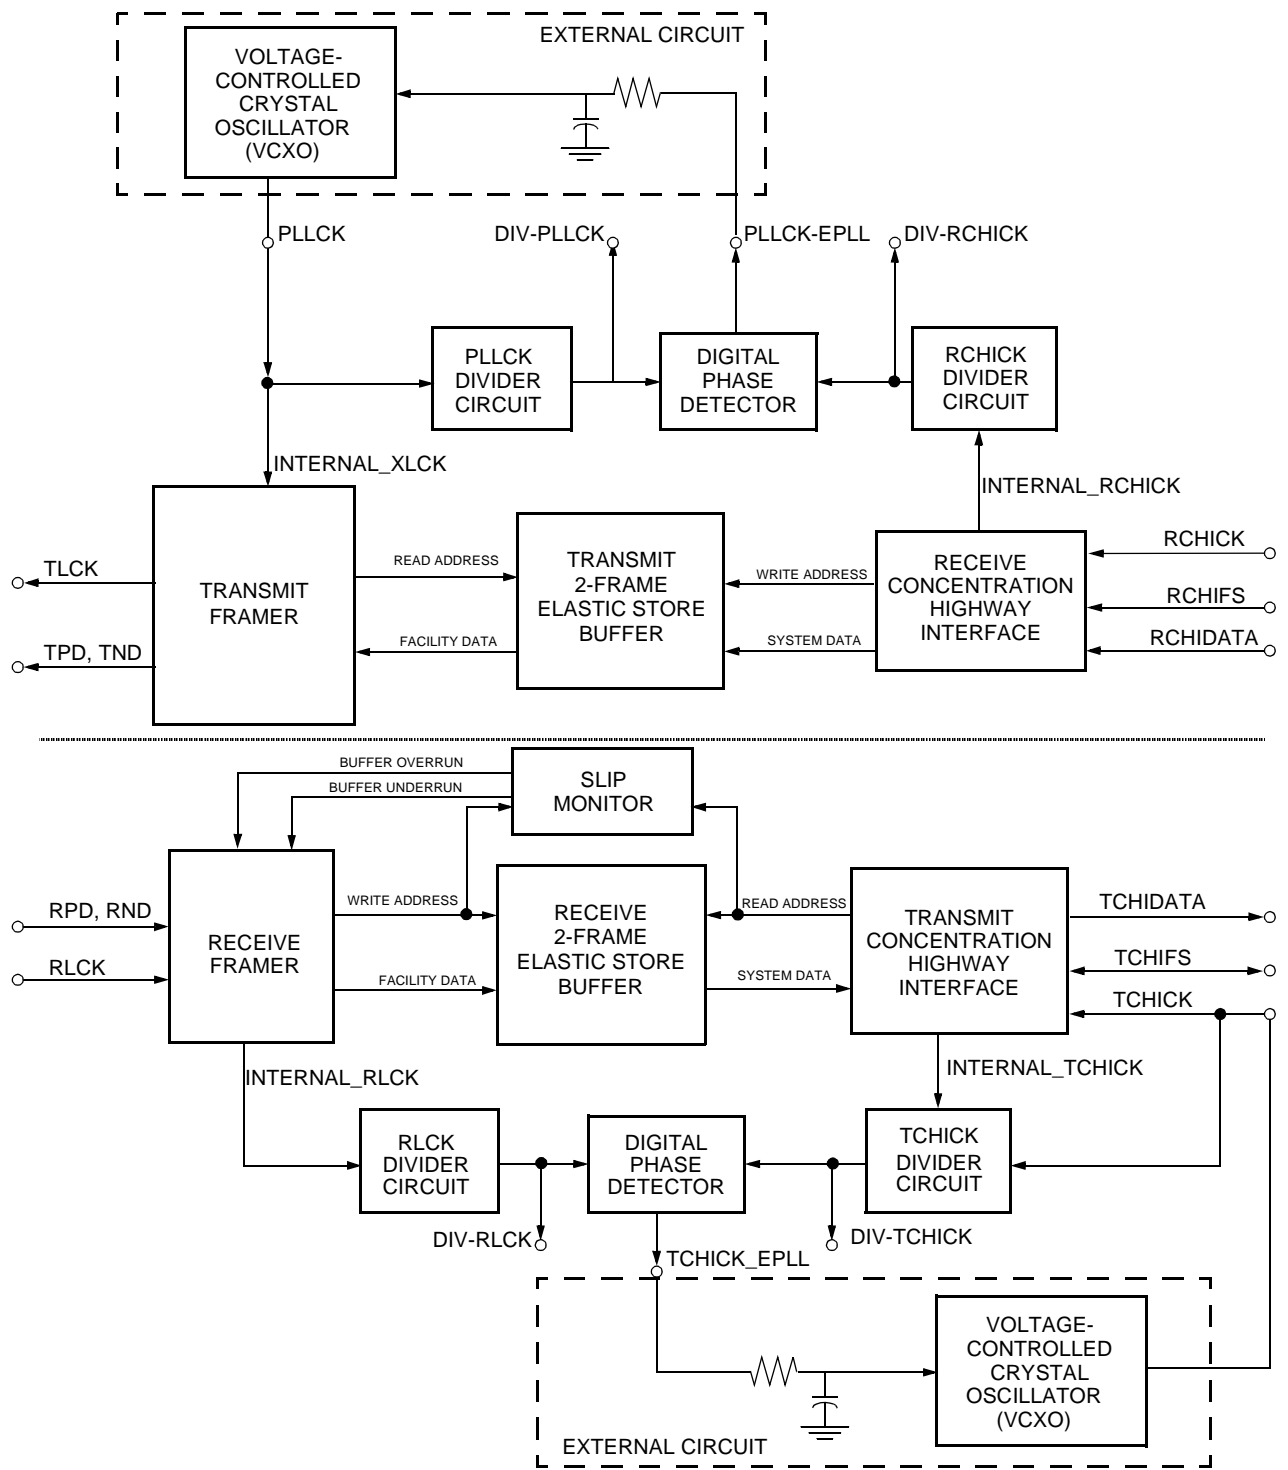 EXTERNAL CIRCUIT
VOLTAGE-
CONTROLLED
CRYSTAL
OSCILLATOR
(VCXO)
PLLCK
DIV-PLLCK
PLLCK-EPLL
DIV-RCHICK
PLLCK
DIVIDER
CIRCUIT
DIGITAL
PHASE
DETECTOR
RCHICK
DIVIDER
CIRCUIT
INTERNAL_XLCK
INTERNAL_RCHICK
TLCK
TPD, TND
TRANSMIT
FRAMER
READ ADDRESS
FACILITY DATA
TRANSMIT
2-FRAME
ELASTIC STORE
BUFFER
WRITE ADDRESS
SYSTEM DATA
RECEIVE
CONCENTRATION
HIGHWAY
INTERFACE
RCHICK
RCHIFS
RCHIDATA
BUFFER OVERRUN
BUFFER UNDERRUN
SLIP
MONITOR
RPD, RND
RLCK
RECEIVE
FRAMER
WRITE ADDRESS
FACILITY DATA
RECEIVE
2-FRAME
ELASTIC STORE
BUFFER
READ ADDRESS
SYSTEM DATA
TRANSMIT
CONCENTRATION
HIGHWAY
INTERFACE
TCHIDATA
TCHIFS
TCHICK
INTERNAL_RLCK
INTERNAL_TCHICK
RLCK
DIVIDER
CIRCUIT
DIGITAL
PHASE
DETECTOR
TCHICK
DIVIDER
CIRCUIT
DIV-RLCK
TCHICK_EPLL
DIV-TCHICK
VOLTAGE-
CONTROLLED
CRYSTAL
OSCILLATOR
(VCXO)
EXTERNAL CIRCUIT